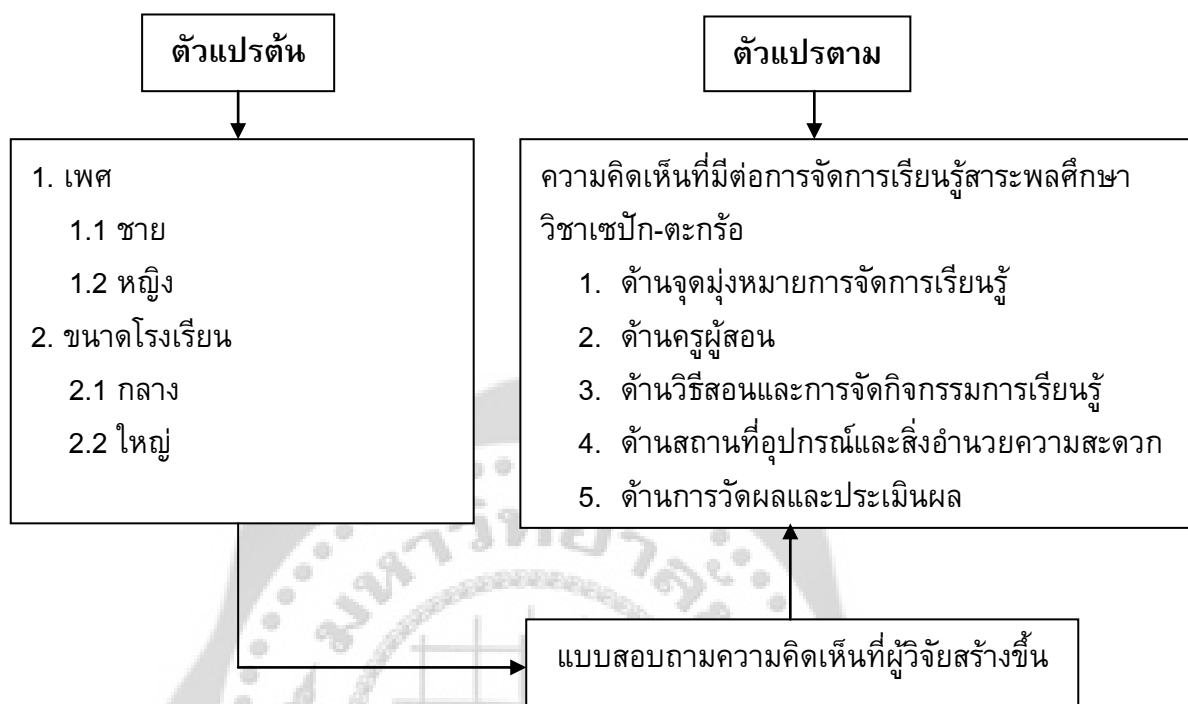 ตัวแปรต้น
ตัวแปรตาม
1. เพศ
1.1 ชาย
1.2 หญิง
2. ขนาดโรงเรียน
2.1 กลาง
2.2 ใหญ่
ความคิดเห็นที่มีต่อการจัดการเรียนรู้สาระพลศึกษา
วิชาเซปัก-ตะกร้อ
1. ด้านจุดมุ่งหมายการจัดการเรียนรู้
2. ด้านครูผู้สอน
3. ด้านวิธีสอนและการจัดกิจกรรมการเรียนรู้
4. ด้านสถานที่อุปกรณ์และสิ่งอำนวยความสะดวก
5. ด้านการวัดผลและประเมินผล
แบบสอบถามความคิดเห็นที่ผู้วิจัยสร้างขึ้น